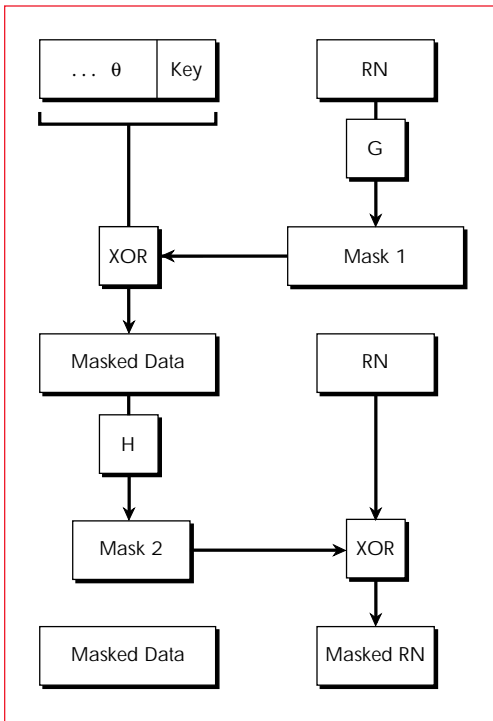 ... θ Key RN
G
XOR Mask 1
Masked Data RN
H
Mask 2 XOR
Masked Data Masked RN